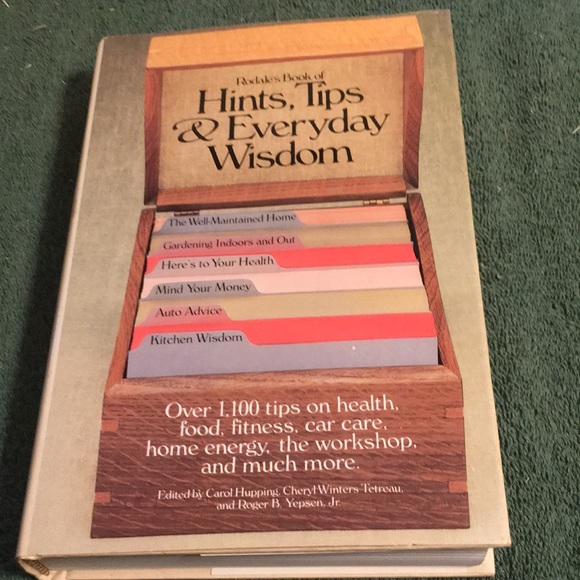 Rodale's Book of
Hints, Tips
& Everyday
Wisdom
The Well-Maintained Home
Gardening Indoors and Out
Here's to Your Health
Mind Your Money
Auto Advice
Kitchen Wisdom
Over 1,100 tips on health,
food, fitness, car care,
home energy, the workshop,
and much more.
Edited by Carol Hupping, Cheryl Winters-Tetreau,
and Roger B. Yepsen, Jr.